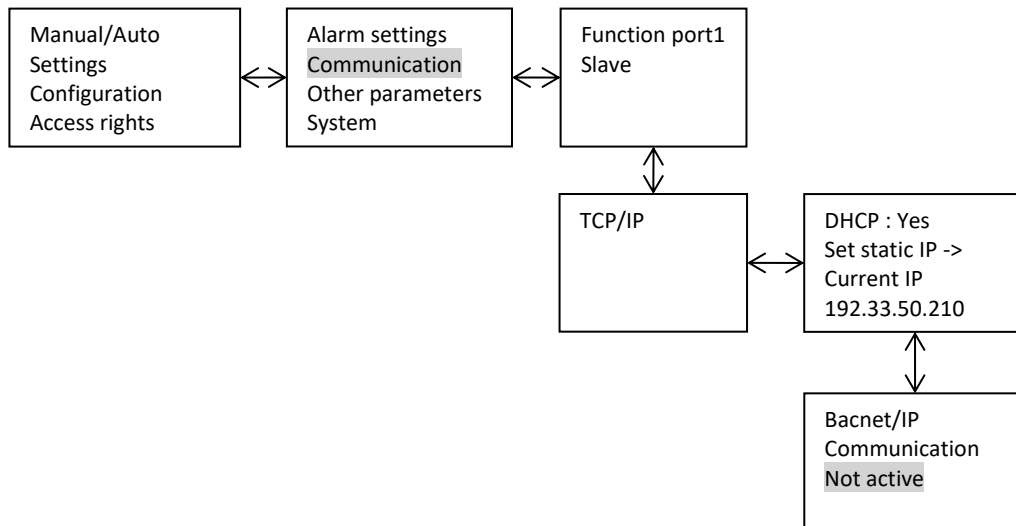 Manual/Auto
Settings
Configuration
Access rights
Alarm settings
Communication
Other parameters
System
Function port1
Slave
TCP/IP
DHCP : Yes
Set static IP ->
Current IP
192.33.50.210
Bacnet/IP
Communication
Not active